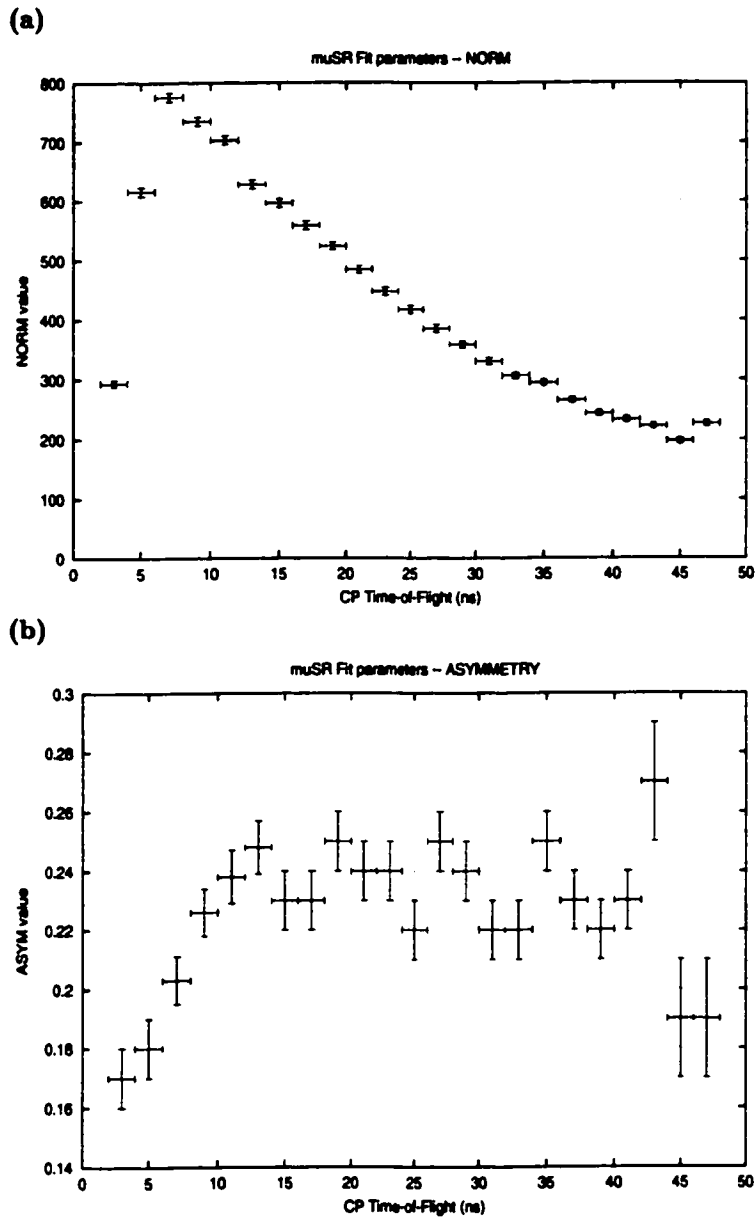 (a)
muSR Fit parameters -- NORM
800
700
600
500
400
300
200
100
0
NORM value
0 5 10 15 20 25 30 35 40 45 50
CP Time-of-Flight (ns)
(b)
muSR Fit parameters -- ASYMMETRY
0.3
0.28
0.26
0.24
0.22
0.2
0.18
0.16
0.14
ASYM value
0 5 10 15 20 25 30 35 40 45 50
CP Time-of-Flight (ns)